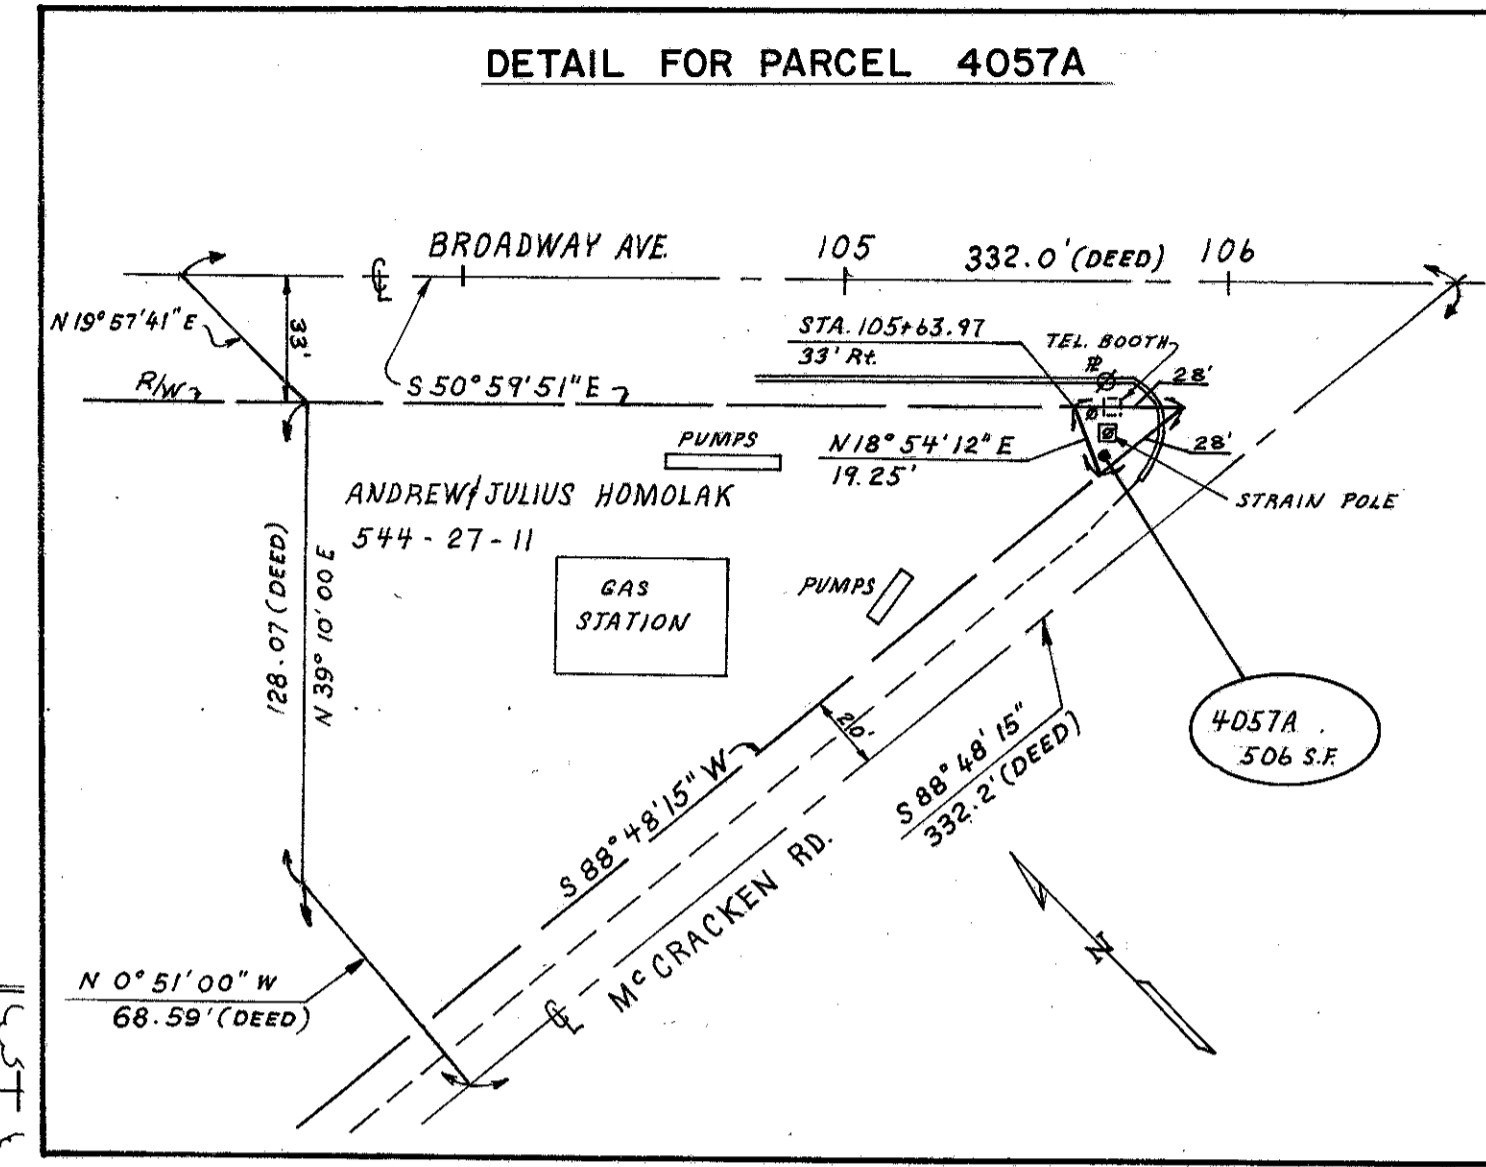 DETAIL FOR PARCEL 4057A
BROADWAY AVE.
105
332.0' (DEED)
106
N 19° 57' 41" E
33'
STA. 105+63.97
33' Rt.
TEL. BOOTH
R/W
S 50° 59' 51" E
28'
PUMPS
N 18° 54' 12" E
19.25'
28'
ANDREW & JULIUS HOMOLAK
544 - 27 - 11
STRAIN POLE
128.07 (DEED)
N 39° 10' 00 E
GAS
STATION
PUMPS
20'
4057A
506 S.F.
S 88° 48' 15" W
S 88° 48' 15"
332.2' (DEED)
McCRACKEN RD.
N
N 0° 51' 00" W
68.59' (DEED)